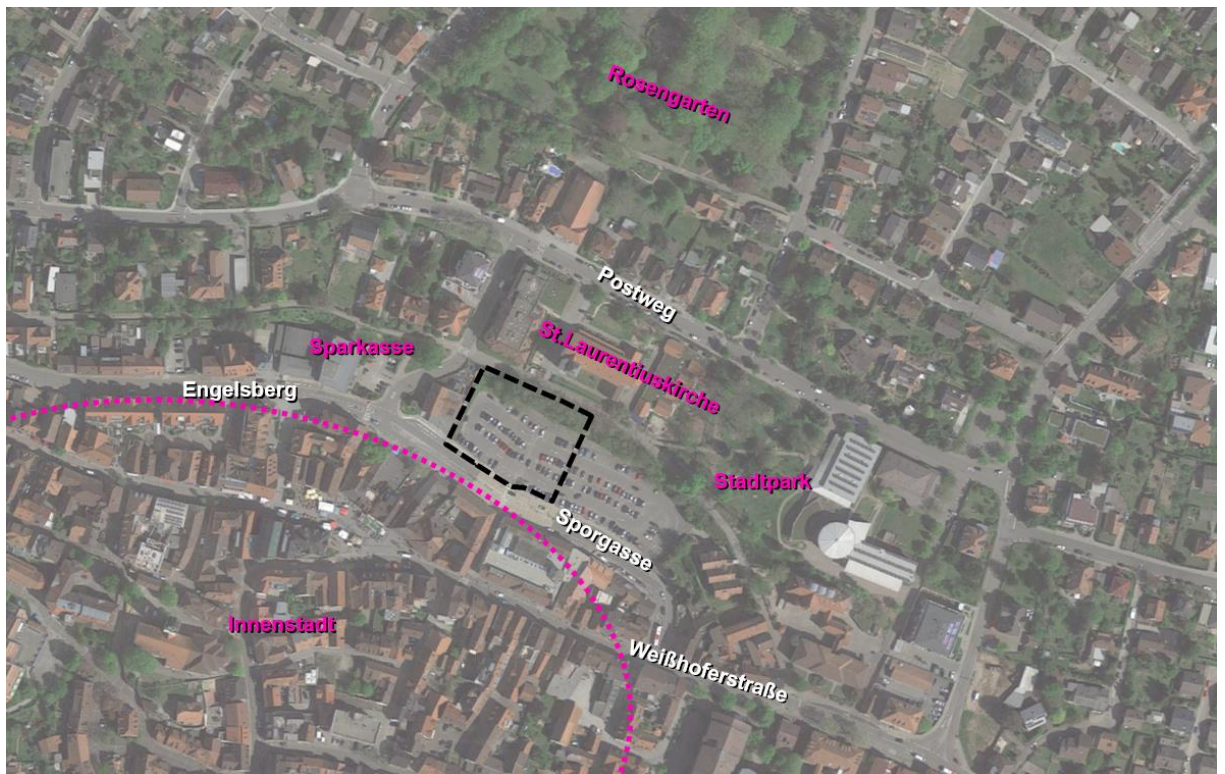 Rosengarten
Postweg
St.Laurentiuskirche
Sparkasse
Engelsberg
Stadtpark
Sporgasse
Innenstadt
Weißhoferstraße